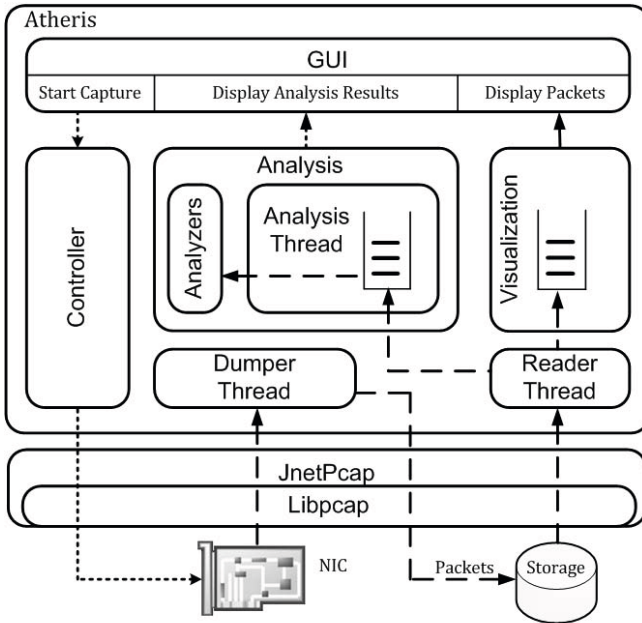 Atheris
GUI
Start Capture
Display Analysis Results
Display Packets
Controller
Analysis
Analyzers
Analysis
Thread
Visualization
Dumper
Thread
Reader
Thread
JnetPcap
Libpcap
NIC
Packets
Storage